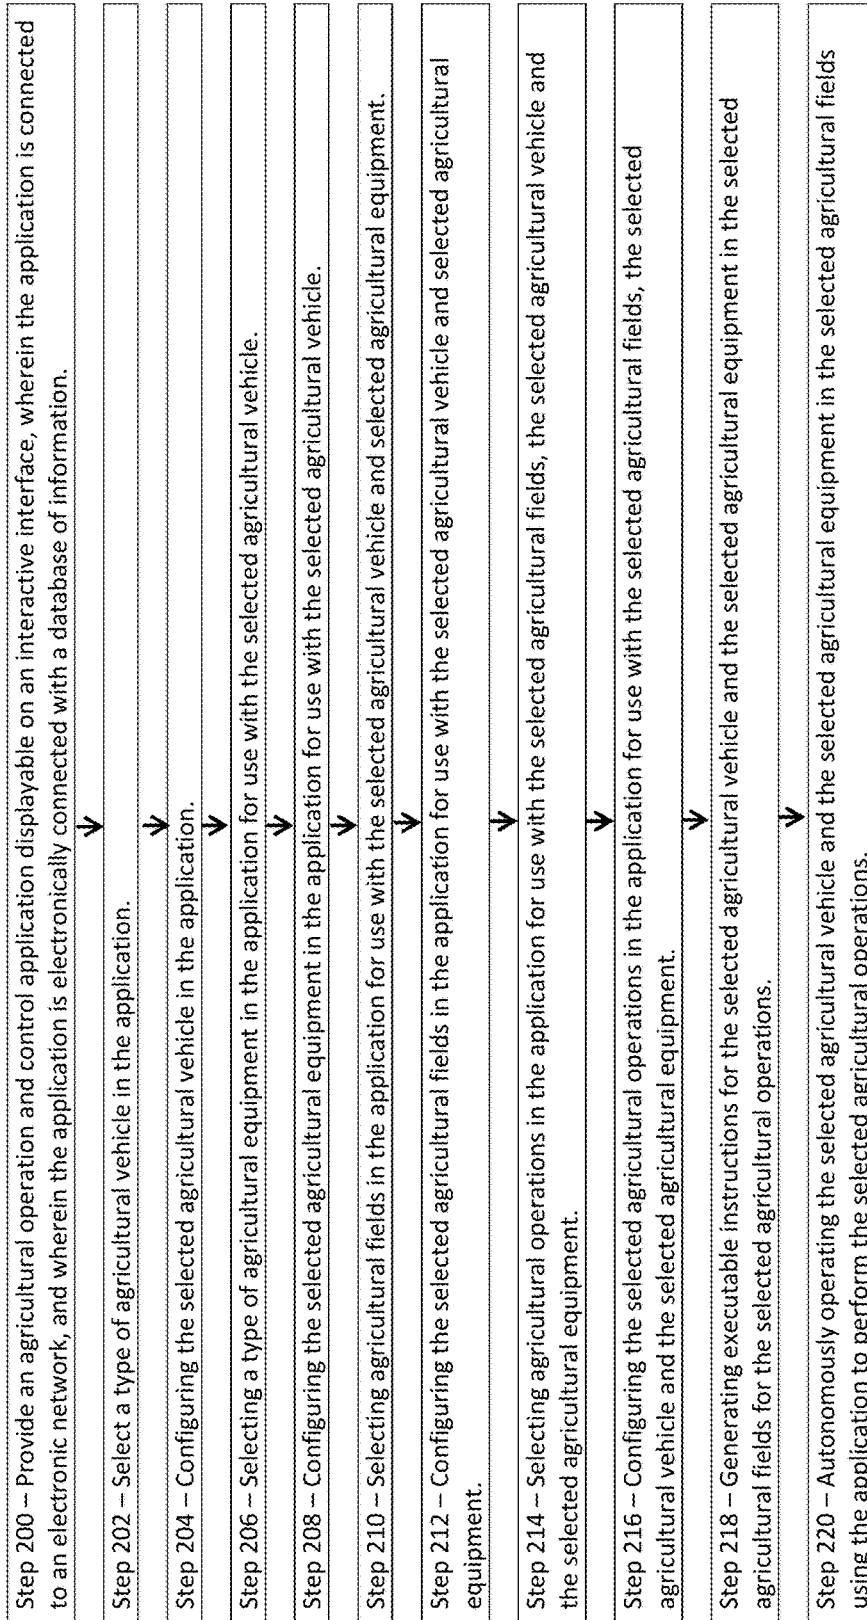 Step 200 – Provide an agricultural operation and control application displayable on an interactive interface, wherein the application is connected
to an electronic network, and wherein the application is electronically connected with a database of information.
Step 202 – Select a type of agricultural vehicle in the application.
Step 204 – Configuring the selected agricultural vehicle in the application.
Step 206 – Selecting a type of agricultural equipment in the application for use with the selected agricultural vehicle.
Step 208 – Configuring the selected agricultural equipment in the application for use with the selected agricultural vehicle.
Step 210 – Selecting agricultural fields in the application for use with the selected agricultural vehicle and selected agricultural equipment.
Step 212 – Configuring the selected agricultural fields in the application for use with the selected agricultural vehicle and selected agricultural
equipment.
Step 214 – Selecting agricultural operations in the application for use with the selected agricultural fields, the selected agricultural vehicle and
the selected agricultural equipment.
Step 216 – Configuring the selected agricultural operations in the application for use with the selected agricultural fields, the selected
agricultural vehicle and the selected agricultural equipment.
Step 218 – Generating executable instructions for the selected agricultural vehicle and the selected agricultural equipment in the selected
agricultural fields for the selected agricultural operations.
Step 220 – Autonomously operating the selected agricultural vehicle and the selected agricultural equipment in the selected agricultural fields
using the application to perform the selected agricultural operations.